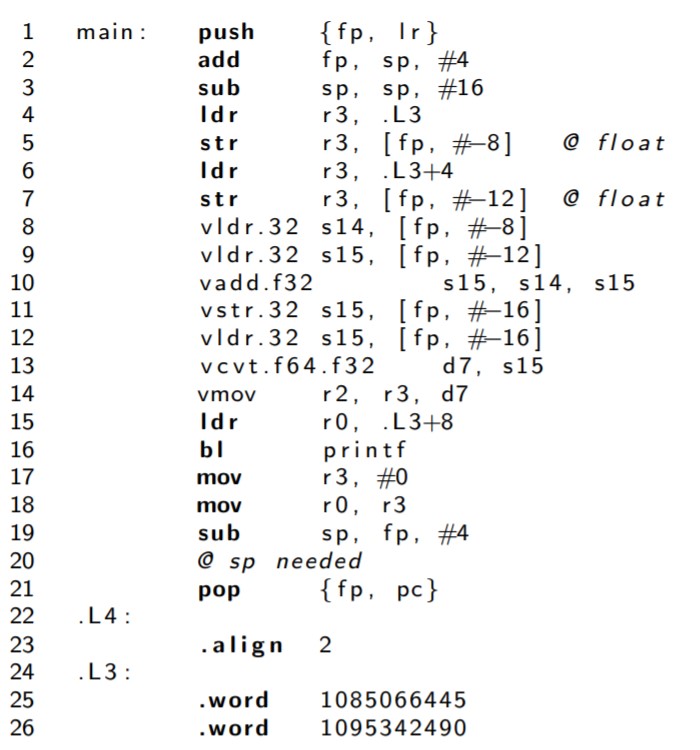 1 main: push {fp, lr}
2 add fp, sp, #4
3 sub sp, sp, #16
4 ldr r3, .L3
5 str r3, [fp, #-8] @ float
6 ldr r3, .L3+4
7 str r3, [fp, #-12] @ float
8 vldr.32 s14, [fp, #-8]
9 vldr.32 s15, [fp, #-12]
10 vadd.f32 s15, s14, s15
11 vstr.32 s15, [fp, #-16]
12 vldr.32 s15, [fp, #-16]
13 vcvt.f64.f32 d7, s15
14 vmov r2, r3, d7
15 ldr r0, .L3+8
16 bl printf
17 mov r3, #0
18 mov r0, r3
19 sub sp, fp, #4
20 @ sp needed
21 pop {fp, pc}
22 .L4:
23 .align 2
24 .L3:
25 .word 1085066445
26 .word 1095342490